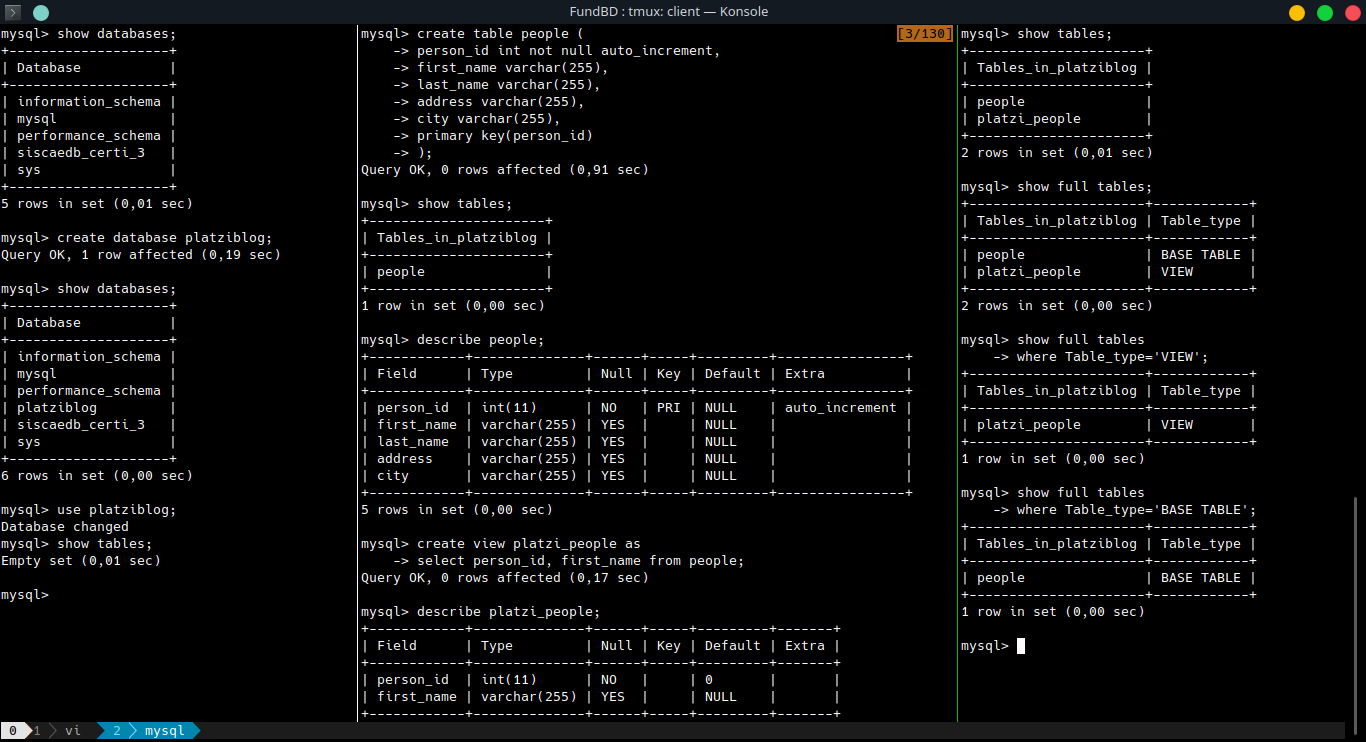 FundBD : tmux: client — Konsole
mysql> show databases;
+--------------------+
| Database           |
+--------------------+
| information_schema |
| mysql              |
| performance_schema |
| siscaedb_certi_3   |
| sys                |
+--------------------+
5 rows in set (0,01 sec)

mysql> create database platziblog;
Query OK, 1 row affected (0,19 sec)

mysql> show databases;
+--------------------+
| Database           |
+--------------------+
| information_schema |
| mysql              |
| performance_schema |
| platziblog         |
| siscaedb_certi_3   |
| sys                |
+--------------------+
6 rows in set (0,00 sec)

mysql> use platziblog;
Database changed
mysql> show tables;
Empty set (0,01 sec)

mysql>
[3/130]
mysql> create table people (
    -> person_id int not null auto_increment,
    -> first_name varchar(255),
    -> last_name varchar(255),
    -> address varchar(255),
    -> city varchar(255),
    -> primary key(person_id)
    -> );
Query OK, 0 rows affected (0,91 sec)

mysql> show tables;
+----------------------+
| Tables_in_platziblog |
+----------------------+
| people               |
+----------------------+
1 row in set (0,00 sec)

mysql> describe people;
+------------+--------------+------+-----+---------+----------------+
| Field      | Type         | Null | Key | Default | Extra          |
+------------+--------------+------+-----+---------+----------------+
| person_id  | int(11)      | NO   | PRI | NULL    | auto_increment |
| first_name | varchar(255) | YES  |     | NULL    |                |
| last_name  | varchar(255) | YES  |     | NULL    |                |
| address    | varchar(255) | YES  |     | NULL    |                |
| city       | varchar(255) | YES  |     | NULL    |                |
+------------+--------------+------+-----+---------+----------------+
5 rows in set (0,00 sec)

mysql> create view platzi_people as
    -> select person_id, first_name from people;
Query OK, 0 rows affected (0,17 sec)

mysql> describe platzi_people;
+------------+--------------+------+-----+---------+-------+
| Field      | Type         | Null | Key | Default | Extra |
+------------+--------------+------+-----+---------+-------+
| person_id  | int(11)      | NO   |     | 0       |       |
| first_name | varchar(255) | YES  |     | NULL    |       |
+------------+--------------+------+-----+---------+-------+
mysql> show tables;
+----------------------+
| Tables_in_platziblog |
+----------------------+
| people               |
| platzi_people        |
+----------------------+
2 rows in set (0,01 sec)

mysql> show full tables;
+----------------------+------------+
| Tables_in_platziblog | Table_type |
+----------------------+------------+
| people               | BASE TABLE |
| platzi_people        | VIEW       |
+----------------------+------------+
2 rows in set (0,00 sec)

mysql> show full tables
    -> where Table_type='VIEW';
+----------------------+------------+
| Tables_in_platziblog | Table_type |
+----------------------+------------+
| platzi_people        | VIEW       |
+----------------------+------------+
1 row in set (0,00 sec)

mysql> show full tables
    -> where Table_type='BASE TABLE';
+----------------------+------------+
| Tables_in_platziblog | Table_type |
+----------------------+------------+
| people               | BASE TABLE |
+----------------------+------------+
1 row in set (0,00 sec)

mysql>
0 1 vi 2 mysql